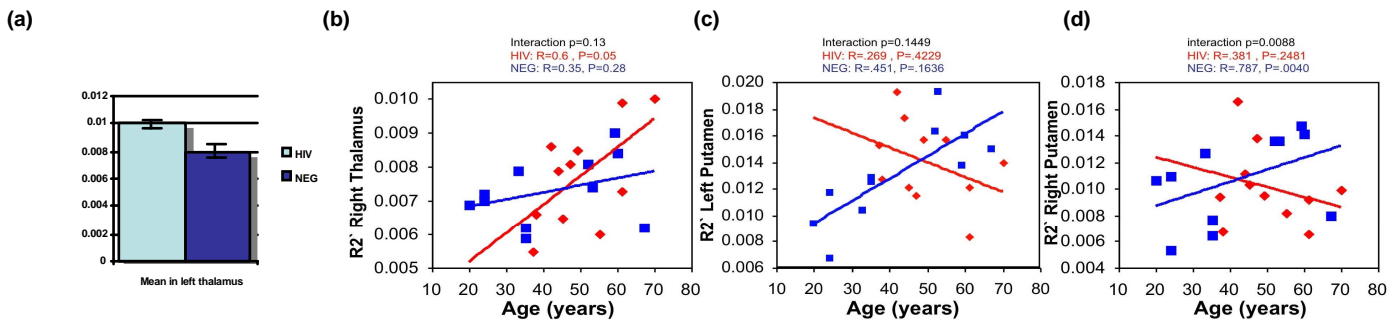 (a)
0.012
0.01
0.008
0.006
0.004
0.002
0
Mean in left thalamus
HIV
NEG
(b)
Interaction p=0.13
HIV: R=0.6 , P=0.05
NEG: R=0.35, P=0.28
R2` Right Thalamus
0.010
0.009
0.008
0.007
0.006
0.005
10 20 30 40 50 60 70 80
Age (years)
(c)
Interaction p=0.1449
HIV: R=.269 , P=.4229
NEG: R=.451, P=.1636
R2` Left Putamen
0.020
0.018
0.016
0.014
0.012
0.010
0.008
0.006
10 20 30 40 50 60 70 80
Age (years)
(d)
interaction p=0.0088
HIV: R=.381 , P=.2481
NEG: R=.787, P=.0040
R2` Right Putamen
0.018
0.016
0.014
0.012
0.010
0.008
0.006
0.004
10 20 30 40 50 60 70 80
Age (years)